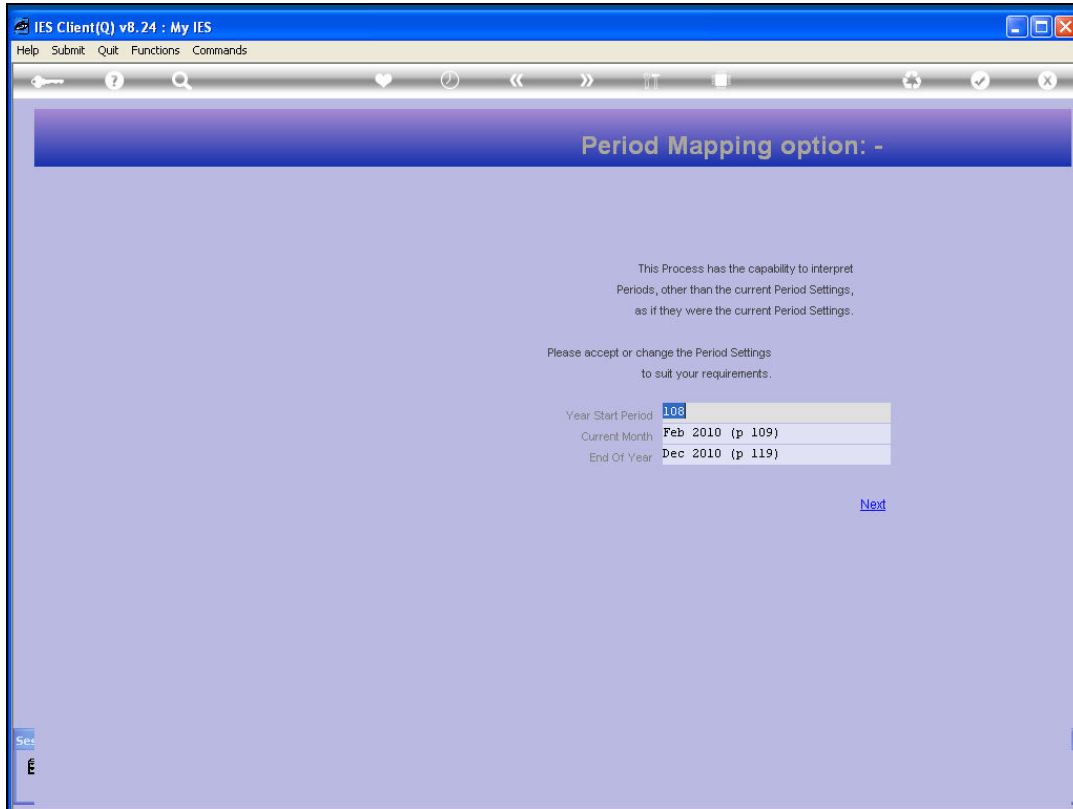 IES Client(Q) v8.24 : My IES
Help Submit Quit Functions Commands
Period Mapping option: -
This Process has the capability to interpret
Periods, other than the current Period Settings,
as if they were the current Period Settings.
Please accept or change the Period Settings
to suit your requirements.
Year Start Period 108
Current Month Feb 2010 (p 109)
End Of Year Dec 2010 (p 119)
Next
Ses